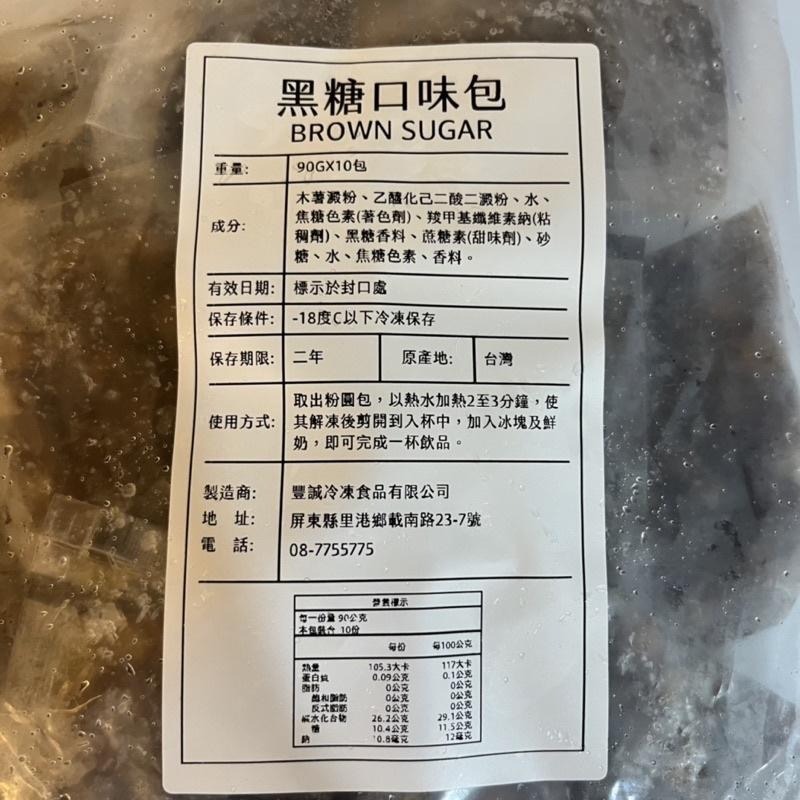 黑糖口味包
BROWN SUGAR
重量: 90GX10包
成分: 木薯澱粉、乙醯化己二酸二澱粉、水、
焦糖色素(著色劑)、羧甲基纖維素納(粘
稠劑)、黑糖香料、蔗糖素(甜味劑)、砂
糖、水、焦糖色素、香料。
有效日期: 標示於封口處
保存條件: -18度C以下冷凍保存
保存期限: 二年 原產地: 台灣
使用方式: 取出粉圓包，以熱水加熱2至3分鐘，使
其解凍後剪開到入杯中，加入冰塊及鮮
奶，即可完成一杯飲品。
製造商: 豐誠冷凍食品有限公司
地 址: 屏東縣里港鄉載南路23-7號
電 話: 08-7755775
營養標示
每一份量 90公克
本包裝含 10份
每份 每100公克
熱量 105.3大卡 117大卡
蛋白質 0.09公克 0.1公克
脂肪 0公克 0公克
飽和脂肪 0公克 0公克
反式脂肪 0公克 0公克
碳水化合物 26.2公克 29.1公克
糖 10.4公克 11.5公克
鈉 10.8毫克 12毫克